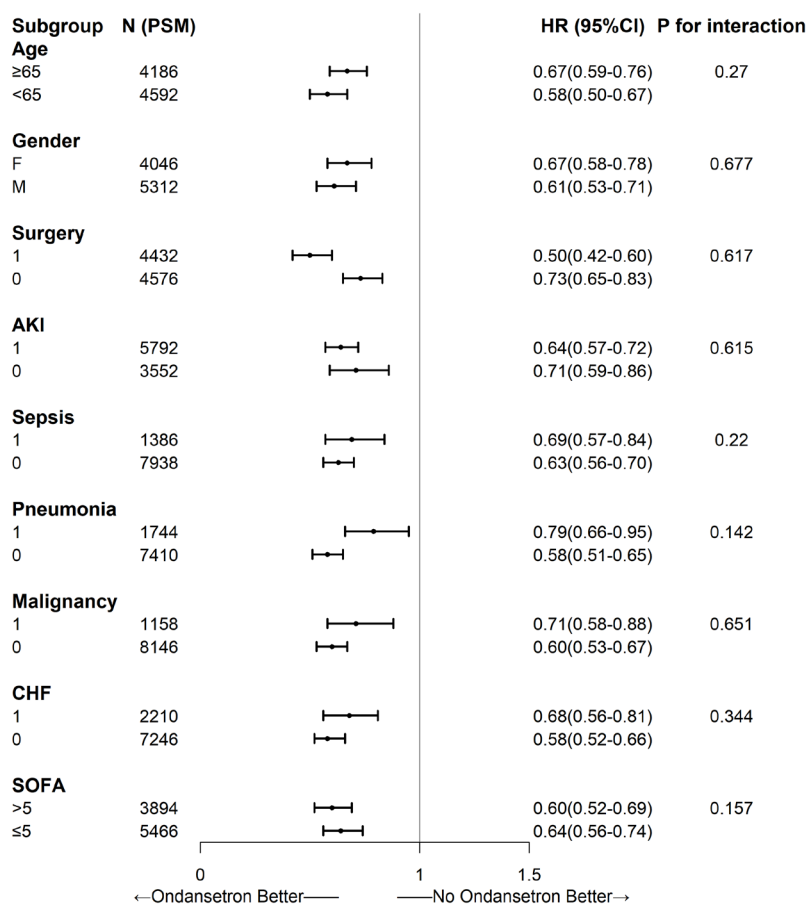 Subgroup N (PSM) HR (95%CI) P for interaction
Age
≥65 4186 0.67(0.59-0.76) 0.27
<65 4592 0.58(0.50-0.67)
Gender
F 4046 0.67(0.58-0.78) 0.677
M 5312 0.61(0.53-0.71)
Surgery
1 4432 0.50(0.42-0.60) 0.617
0 4576 0.73(0.65-0.83)
AKI
1 5792 0.64(0.57-0.72) 0.615
0 3552 0.71(0.59-0.86)
Sepsis
1 1386 0.69(0.57-0.84) 0.22
0 7938 0.63(0.56-0.70)
Pneumonia
1 1744 0.79(0.66-0.95) 0.142
0 7410 0.58(0.51-0.65)
Malignancy
1 1158 0.71(0.58-0.88) 0.651
0 8146 0.60(0.53-0.67)
CHF
1 2210 0.68(0.56-0.81) 0.344
0 7246 0.58(0.52-0.66)
SOFA
>5 3894 0.60(0.52-0.69) 0.157
≤5 5466 0.64(0.56-0.74)
0 1 1.5
←Ondansetron Better— —No Ondansetron Better→